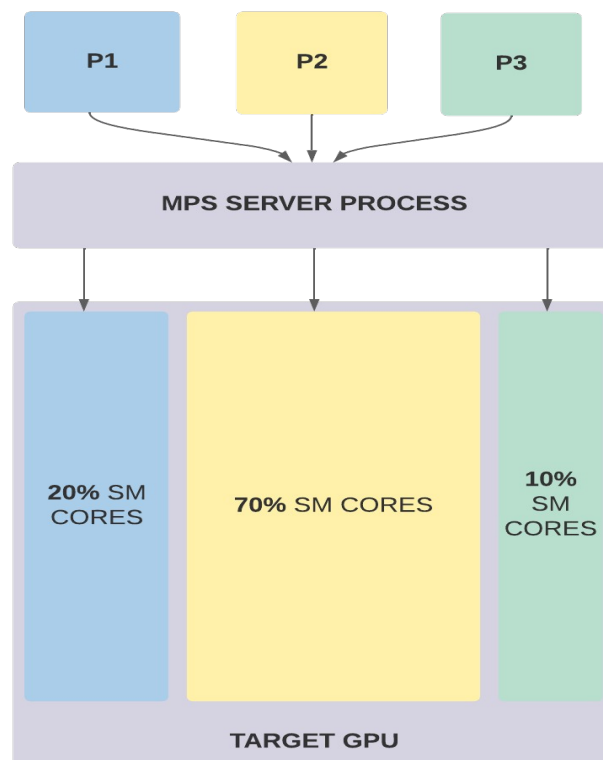 P1
P2
P3
MPS SERVER PROCESS
20% SM
CORES
70% SM CORES
10%
SM
CORES
TARGET GPU